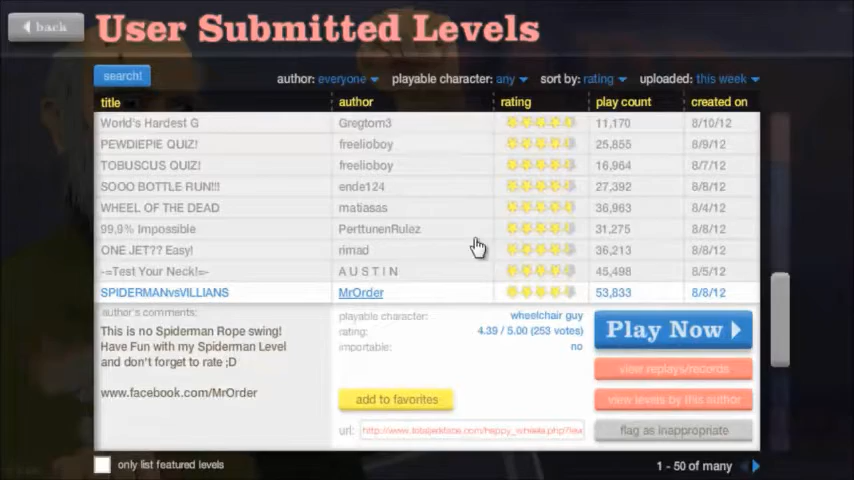 back
User Submitted Levels
search!
author: everyone playable character: any sort by: rating uploaded: this week
title author rating play count created on
World's Hardest G Gregtom3 11,170 8/10/12
PEWDIEPIE QUIZ! freelioboy 25,855 8/9/12
TOBUSCUS QUIZ! freelioboy 16,964 8/7/12
SOOO BOTTLE RUN!!! ende124 27,392 8/8/12
WHEEL OF THE DEAD matiasas 36,963 8/4/12
99,9% Impossible PerttunenRulez 31,275 8/8/12
ONE JET?? Easy! rimad 36,213 8/8/12
-=Test Your Neck!=- A U S T I N 45,498 8/5/12
SPIDERMANvsVILLIANS MrOrder 53,833 8/8/12
author's comments:
This is no Spiderman Rope swing!
Have Fun with my Spiderman Level
and don't forget to rate ;D
www.facebook.com/MrOrder
playable character: wheelchair guy
rating: 4.39 / 5.00 (253 votes)
importable: no
add to favorites
url:
Play Now
view replays/records
view levels by this author
flag as inappropriate
only list featured levels
1 - 50 of many